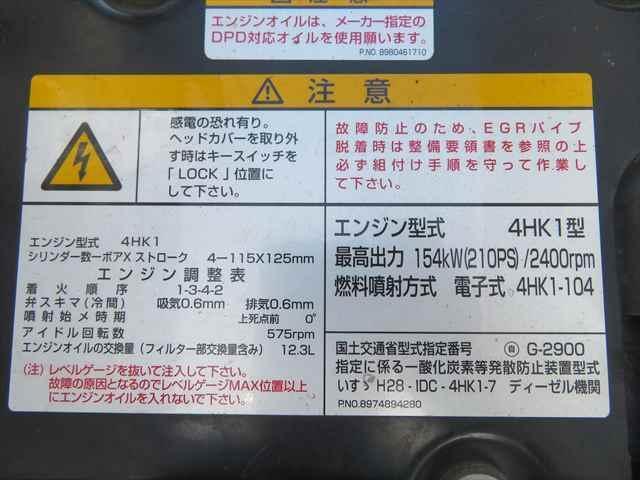 エンジンオイルは、メーカー指定の
DPD対応オイルを使用願います。
P.NO. 8980461710
⚠ 注意
感電の恐れ有り。
ヘッドカバーを取り外
す時はキースイッチを
「LOCK」位置に
して下さい。
故障防止のため、EGRパイプ
脱着時は整備要領書を参照の上
必ず組付け手順を守って作業し
て下さい。
エンジン型式 4HK1
シリンダー数ーボアXストローク 4ー115X125mm
エンジン調整表
着火順序 1-3-4-2
弁スキマ(冷間) 吸気0.6mm 排気0.6mm
噴射始メ時期 上死点前 0°
アイドル回転数 575rpm
エンジンオイルの交換量(フィルター部交換量含み) 12.3L
(注)レベルゲージを抜いて注入して下さい。
故障の原因となるのでレベルゲージMAX位置以上
にエンジンオイルを入れないで下さい。
エンジン型式 4HK1型
最高出力 154kW(210PS)/2400rpm
燃料噴射方式 電子式 4HK1-104
国土交通省型式指定番号 G-2900
指定に係る一酸化炭素等発散防止装置型式
いすゞ H28-IDC-4HK1-7 ディーゼル機関
P.NO. 8974894280